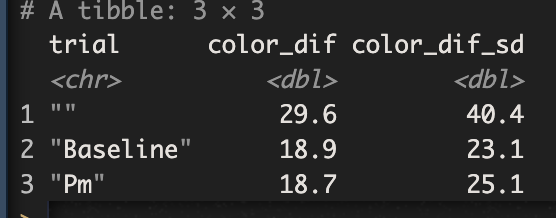 # A tibble: 3 × 3
trial color_dif color_dif_sd
<chr> <dbl> <dbl>
1 "" 29.6 40.4
2 "Baseline" 18.9 23.1
3 "Pm" 18.7 25.1
>